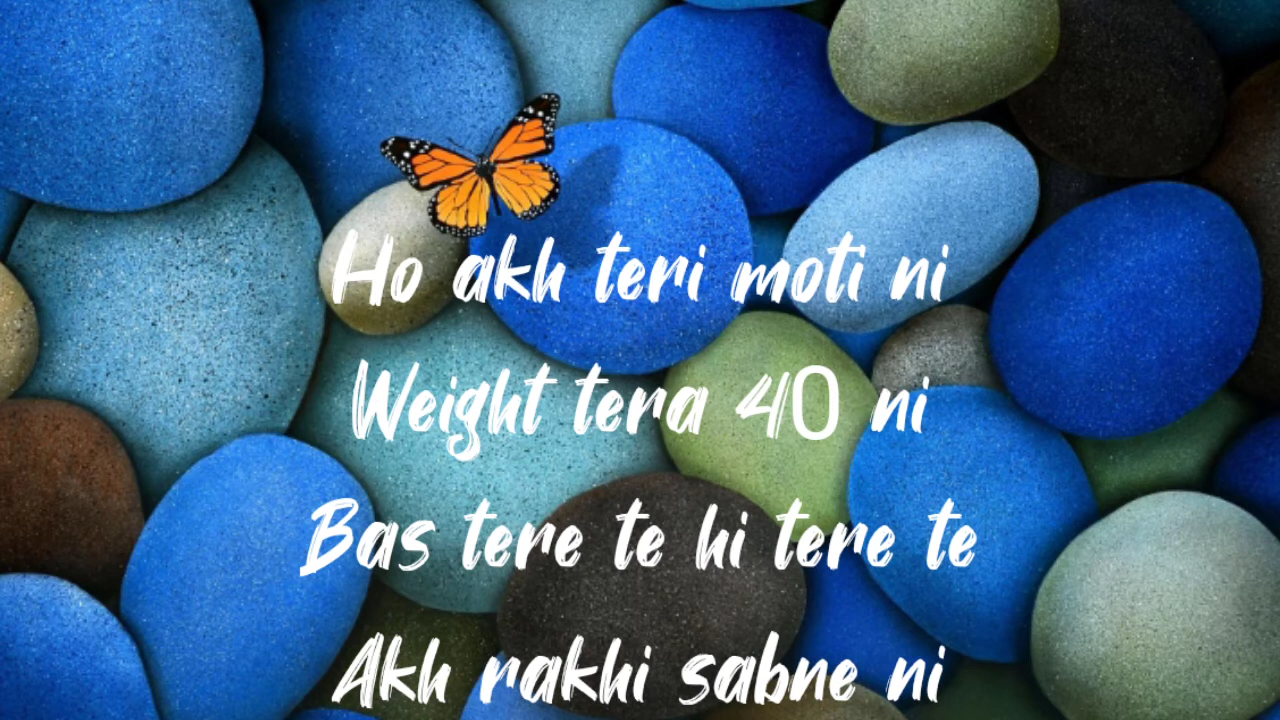 Ho akh teri moti ni
Weight tera 40 ni
Bas tere te hi tere te
Akh rakhi sabne ni